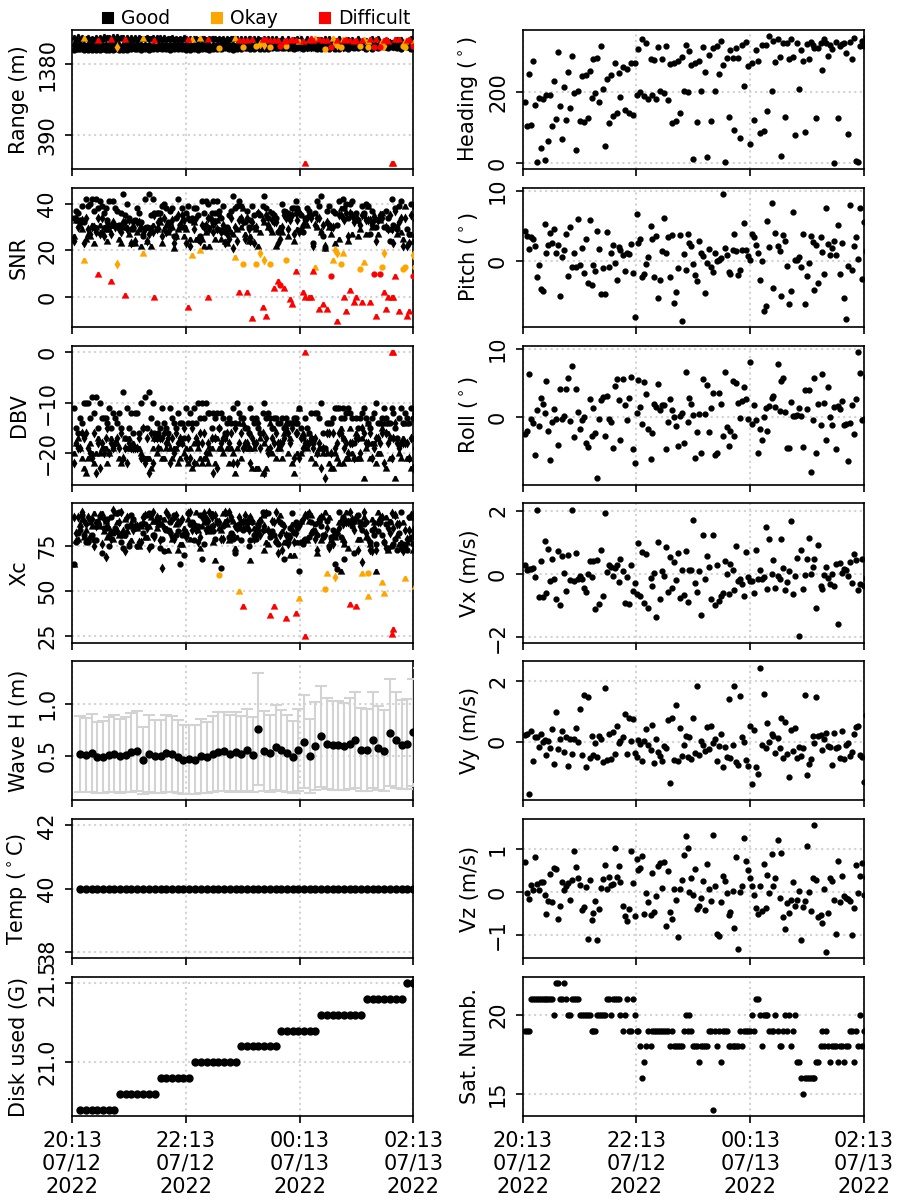 Good Okay Difficult
Range (m)
1380
390
Heading (°)
200
0
SNR
40
20
0
Pitch (°)
10
0
DBV
0
−10
−20
Roll (°)
10
0
Xc
75
50
25
Vx (m/s)
2
0
−2
Wave H (m)
1.0
0.5
Vy (m/s)
2
0
Temp (°C)
42
40
38
Vz (m/s)
1
0
−1
Disk used (G)
21.5
21.0
Sat. Numb.
20
15
20:13 22:13 00:13 02:13
07/12 07/12 07/13 07/13
2022 2022 2022 2022
20:13 22:13 00:13 02:13
07/12 07/12 07/13 07/13
2022 2022 2022 2022